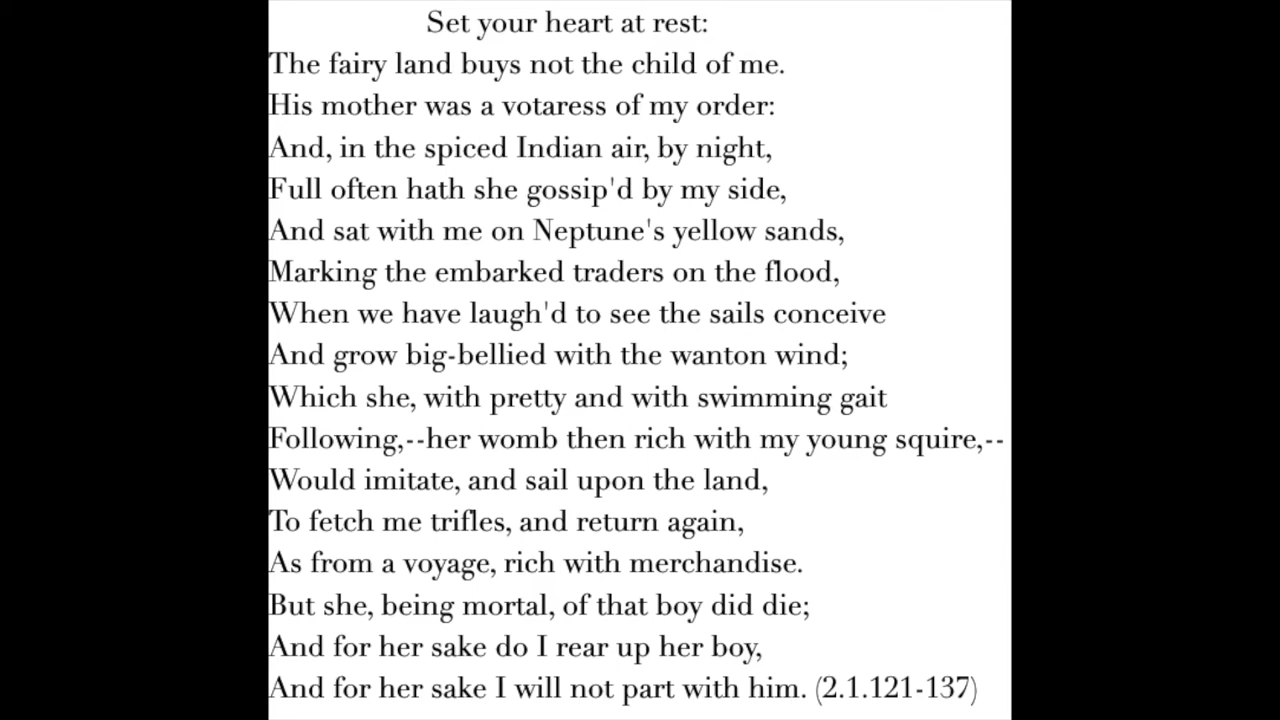 Set your heart at rest:
The fairy land buys not the child of me.
His mother was a votaress of my order:
And, in the spiced Indian air, by night,
Full often hath she gossip'd by my side,
And sat with me on Neptune's yellow sands,
Marking the embarked traders on the flood,
When we have laugh'd to see the sails conceive
And grow big-bellied with the wanton wind;
Which she, with pretty and with swimming gait
Following,--her womb then rich with my young squire,--
Would imitate, and sail upon the land,
To fetch me trifles, and return again,
As from a voyage, rich with merchandise.
But she, being mortal, of that boy did die;
And for her sake do I rear up her boy,
And for her sake I will not part with him. (2.1.121-137)